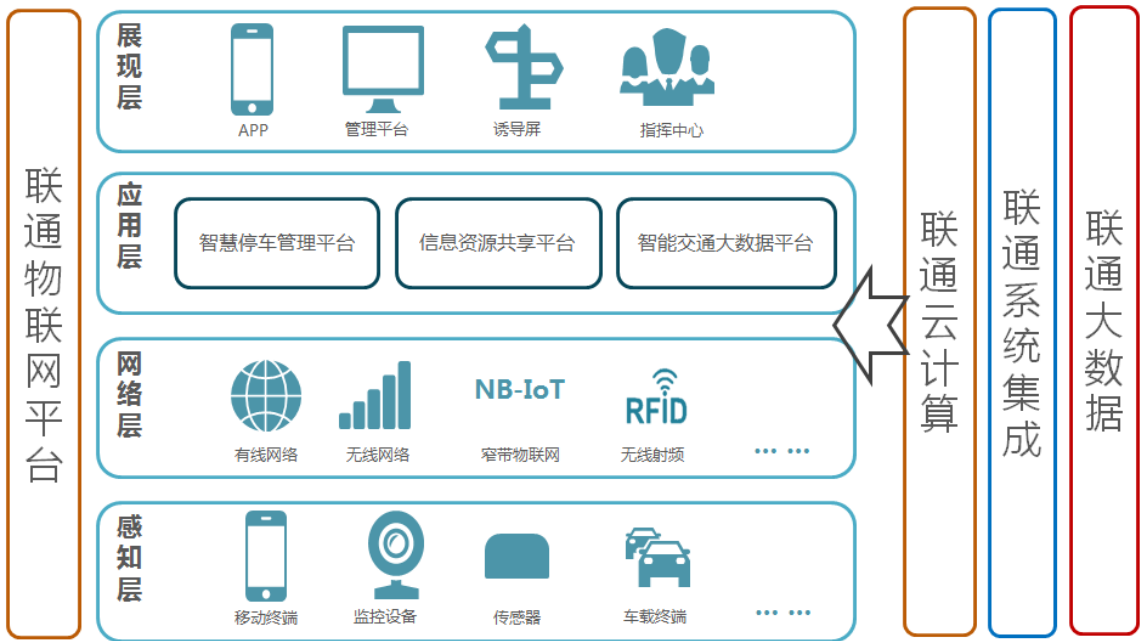 联通物联网平台
展现层
APP
管理平台
诱导屏
指挥中心
应用层
智慧停车管理平台
信息资源共享平台
智能交通大数据平台
网络层
NB-IoT
RFID
有线网络
无线网络
窄带物联网
无线射频
... ...
感知层
移动终端
监控设备
传感器
车载终端
... ...
联通云计算
联通系统集成
联通大数据